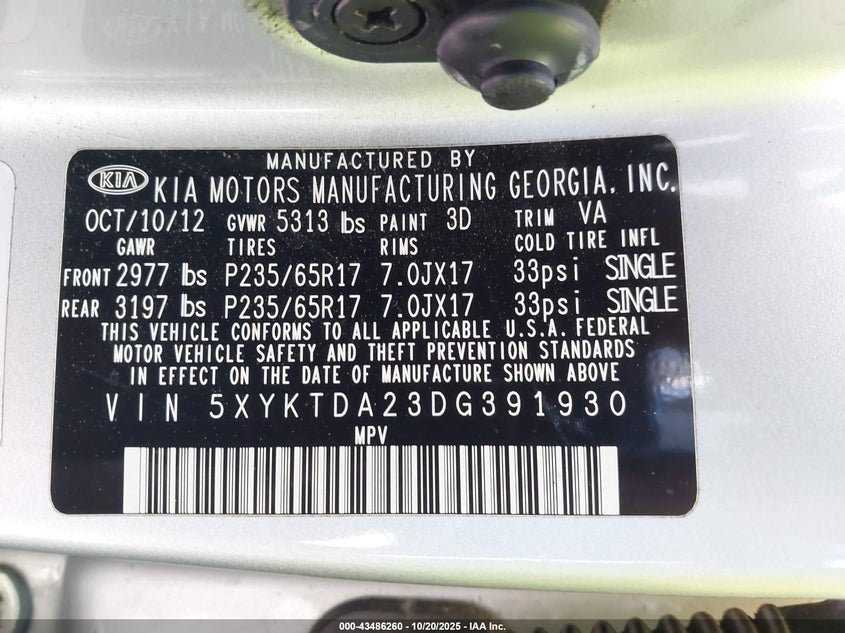 MANUFACTURED BY
KIA KIA MOTORS MANUFACTURING GEORGIA, INC.
OCT/10/12 GVWR 5313 lbs PAINT 3D TRIM VA
GAWR TIRES RIMS COLD TIRE INFL
FRONT 2977 lbs P235/65R17 7.0JX17 33psi SINGLE
REAR 3197 lbs P235/65R17 7.0JX17 33psi SINGLE
THIS VEHICLE CONFORMS TO ALL APPLICABLE U.S.A. FEDERAL
MOTOR VEHICLE SAFETY AND THEFT PREVENTION STANDARDS
IN EFFECT ON THE DATE OF MANUFACTURE SHOWN ABOVE
VIN 5XYKTDA23DG391930
MPV
000-43486260 - 10/20/2025 - IAA Inc.